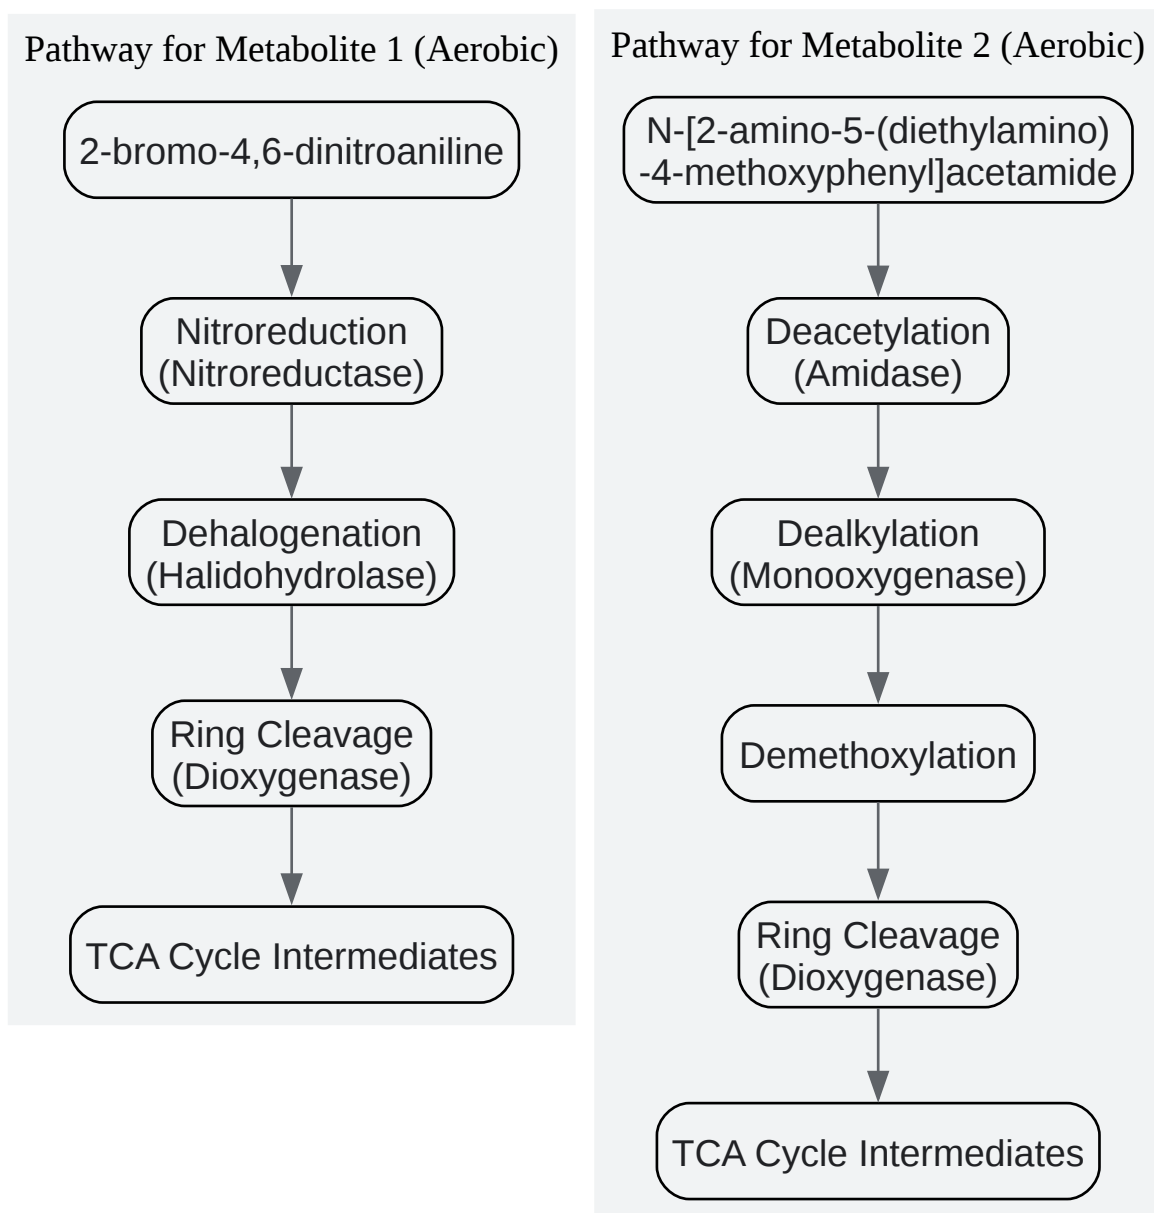 Pathway for Metabolite 1 (Aerobic)
2-bromo-4,6-dinitroaniline
Nitroreduction
(Nitroreductase)
Dehalogenation
(Halidohydrolase)
Ring Cleavage
(Dioxygenase)
TCA Cycle Intermediates
Pathway for Metabolite 2 (Aerobic)
N-[2-amino-5-(diethylamino)
-4-methoxyphenyl]acetamide
Deacetylation
(Amidase)
Dealkylation
(Monooxygenase)
Demethoxylation
Ring Cleavage
(Dioxygenase)
TCA Cycle Intermediates